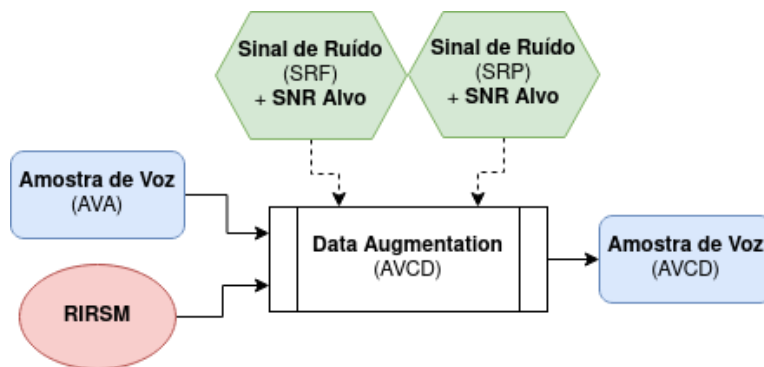 Sinal de Ruído
(SRF)
+ SNR Alvo
Sinal de Ruído
(SRP)
+ SNR Alvo
Amostra de Voz
(AVA)
RIRSM
Data Augmentation
(AVCD)
Amostra de Voz
(AVCD)